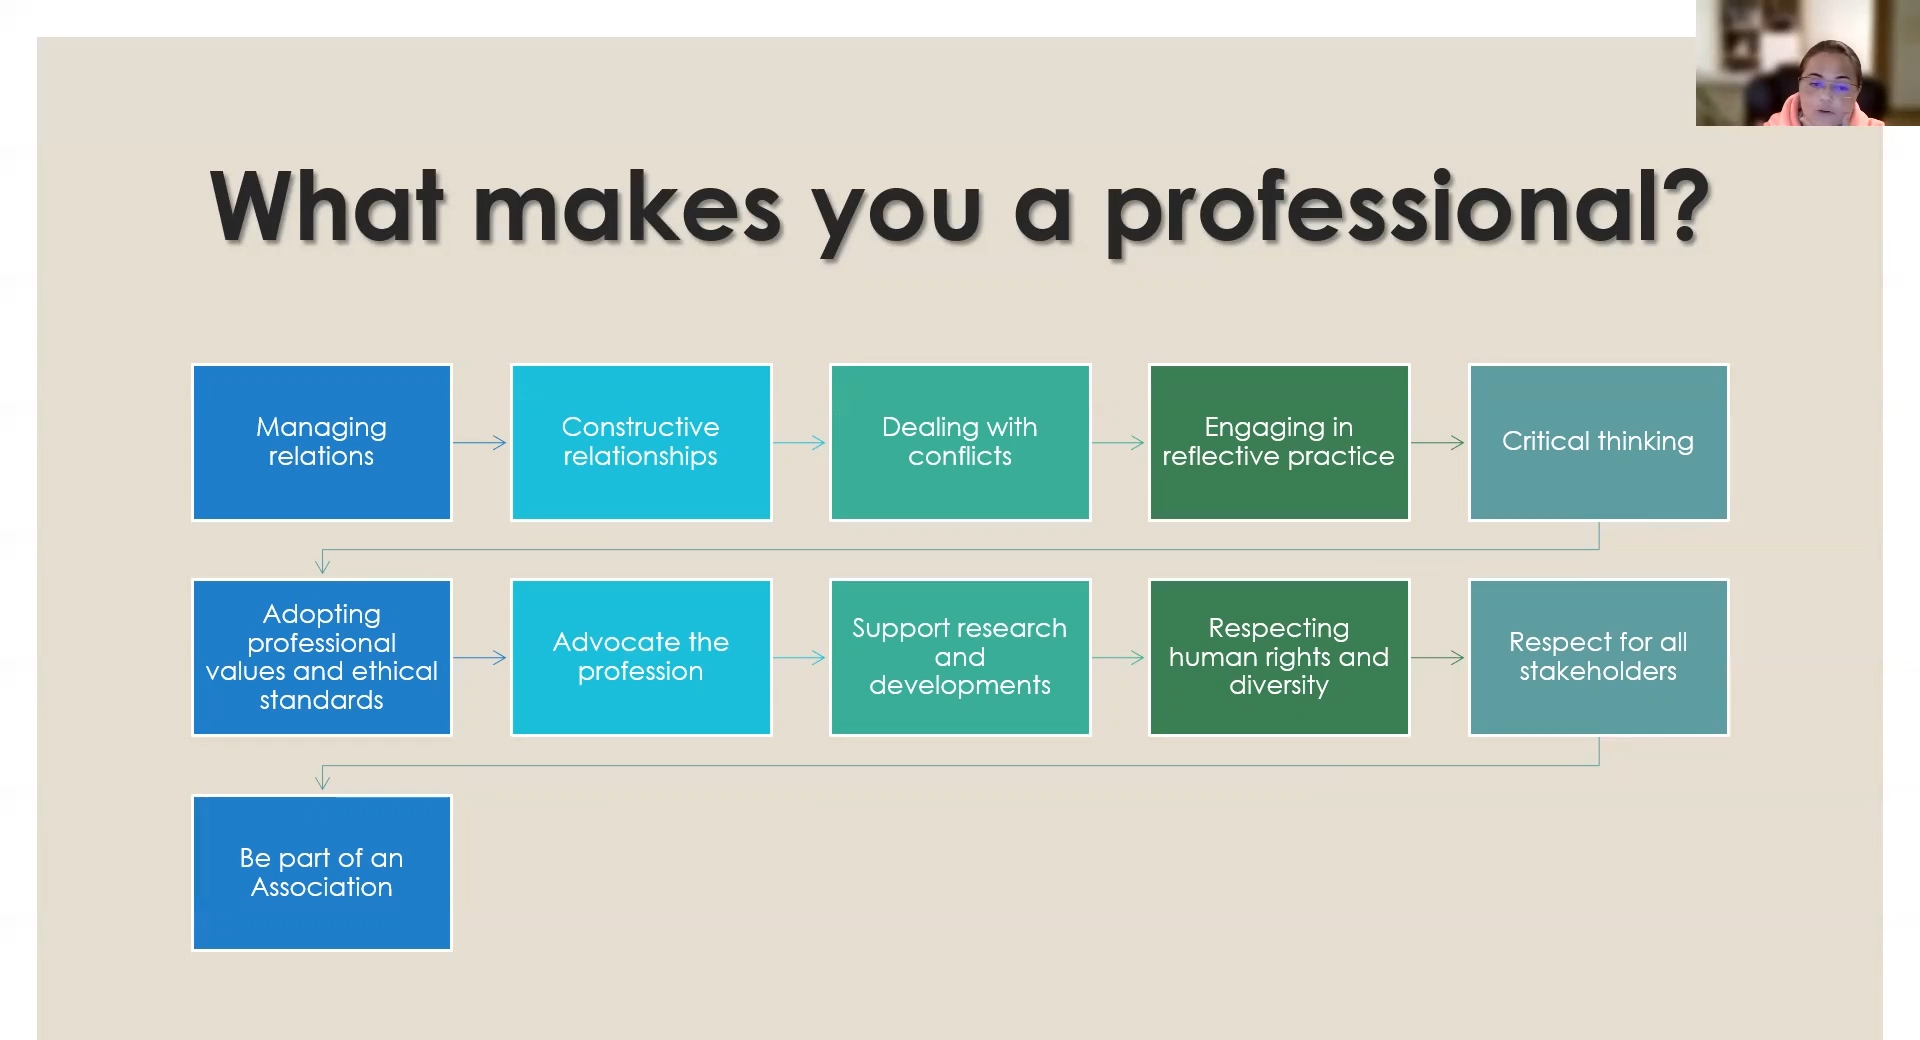 What makes you a professional?
Managing
relations
Constructive
relationships
Dealing with
conflicts
Engaging in
reflective practice
Critical thinking
Adopting
professional
values and ethical
standards
Advocate the
profession
Support research
and
developments
Respecting
human rights and
diversity
Respect for all
stakeholders
Be part of an
Association